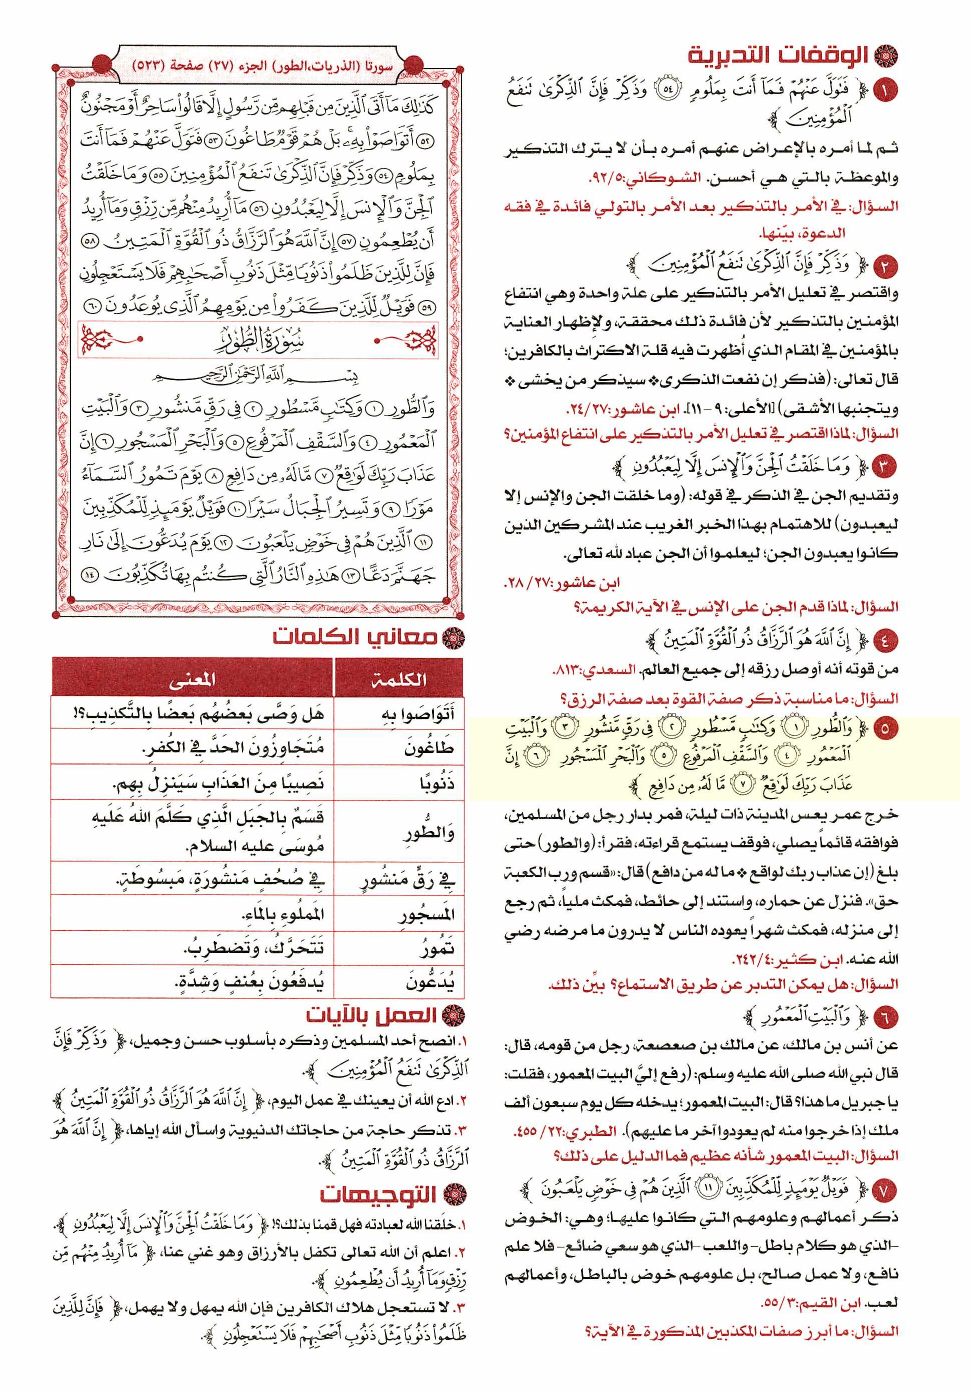 الوقفات التدبرية
١ ﴿ فَتَوَلَّ عَنْهُمْ فَمَآ أَنتَ بِمَلُومٍ ٥٤ وَذَكِّرْ فَإِنَّ ٱلذِّكْرَىٰ تَنفَعُ
ٱلْمُؤْمِنِينَ ﴾
ثم لما أمره بالإعراض عنهم أمره بأن لا يترك التذكير
والموعظة بالتي هي أحسن. الشوكاني:٩٢/٥.
السؤال: في الأمر بالتذكير بعد الأمر بالتولي فائدة في فقه
الدعوة، بيّنها.
٢ ﴿ وَذَكِّرْ فَإِنَّ ٱلذِّكْرَىٰ تَنفَعُ ٱلْمُؤْمِنِينَ ﴾
واقتصر في تعليل الأمر بالتذكير على علة واحدة وهي انتفاع
المؤمنين بالتذكير لأن فائدة ذلك محققة، ولإظهار العناية
بالمؤمنين في المقام الذي أُظهرت فيه قلة الاكتراث بالكافرين؛
قال تعالى: (فذكر إن نفعت الذكرى ❖ سيذكر من يخشى ❖
ويتجنبها الأشقى) [الأعلى: ٩-١١]. ابن عاشور:٢٤/٢٧.
السؤال: لماذا اقتصر في تعليل الأمر بالتذكير على انتفاع المؤمنين؟
٣ ﴿ وَمَا خَلَقْتُ ٱلْجِنَّ وَٱلْإِنسَ إِلَّا لِيَعْبُدُونِ ﴾
وتقديم الجن في الذكر في قوله: (وما خلقت الجن والإنس إلا
ليعبدون) للاهتمام بهذا الخبر الغريب عند المشركين الذين
كانوا يعبدون الجن؛ ليعلموا أن الجن عباد لله تعالى.
ابن عاشور:٢٨/٢٧.
السؤال: لماذا قدم الجن على الإنس في الآية الكريمة؟
٤ ﴿ إِنَّ ٱللَّهَ هُوَ ٱلرَّزَّاقُ ذُو ٱلْقُوَّةِ ٱلْمَتِينُ ﴾
من قوته أنه أوصل رزقه إلى جميع العالم. السعدي:٨١٣.
السؤال: ما مناسبة ذكر صفة القوة بعد صفة الرزق؟
٥ ﴿ وَٱلطُّورِ ١ وَكِتَٰبٍ مَّسْطُورٍ ٢ فِى رَقٍّ مَّنشُورٍ ٣ وَٱلْبَيْتِ
ٱلْمَعْمُورِ ٤ وَٱلسَّقْفِ ٱلْمَرْفُوعِ ٥ وَٱلْبَحْرِ ٱلْمَسْجُورِ ٦ إِنَّ
عَذَابَ رَبِّكَ لَوَٰقِعٌ ٧ مَّا لَهُۥ مِن دَافِعٍ ﴾
خرج عمر يعس المدينة ذات ليلة، فمر بدار رجل من المسلمين،
فوافقه قائماً يصلي، فوقف يستمع قراءته، فقرأ: (والطور) حتى
بلغ (إن عذاب ربك لواقع ❖ ما له من دافع) قال: «قسم ورب الكعبة
حق». فنزل عن حماره، واستند إلى حائط، فمكث ملياً، ثم رجع
إلى منزله، فمكث شهراً يعوده الناس لا يدرون ما مرضه رضي
الله عنه. ابن كثير:٢٤٢/٤.
السؤال: هل يمكن التدبر عن طريق الاستماع؟ بيِّن ذلك.
٦ ﴿ وَٱلْبَيْتِ ٱلْمَعْمُورِ ﴾
عن أنس بن مالك، عن مالك بن صعصعة، رجل من قومه، قال:
قال نبي الله صلى الله عليه وسلم: (رفع إليَّ البيت المعمور، فقلت:
يا جبريل ما هذا؟ قال: البيت المعمور؛ يدخله كل يوم سبعون ألف
ملك إذا خرجوا منه لم يعودوا آخر ما عليهم). الطبري:٤٥٥/٢٢.
السؤال: البيت المعمور شأنه عظيم فما الدليل على ذلك؟
٧ ﴿ فَوَيْلٌ يَوْمَئِذٍ لِّلْمُكَذِّبِينَ ١١ ٱلَّذِينَ هُمْ فِى خَوْضٍ يَلْعَبُونَ ﴾
ذكر أعمالهم وعلومهم التي كانوا عليها؛ وهي: الخوض
-الذي هو كلام باطل- واللعب -الذي هو سعي ضائع- فلا علم
نافع، ولا عمل صالح، بل علومهم خوض بالباطل، وأعمالهم
لعب. ابن القيم:٥٥/٣.
السؤال: ما أبرز صفات المكذبين المذكورة في الآية؟
سورتا (الذريات،الطور) الجزء (٢٧) صفحة (٥٢٣)
كَذَٰلِكَ مَآ أَتَى ٱلَّذِينَ مِن قَبْلِهِم مِّن رَّسُولٍ إِلَّا قَالُوا۟ سَاحِرٌ أَوْ مَجْنُونٌ
٥٢ أَتَوَاصَوْا۟ بِهِۦ ۚ بَلْ هُمْ قَوْمٌ طَاغُونَ ٥٣ فَتَوَلَّ عَنْهُمْ فَمَآ أَنتَ
بِمَلُومٍ ٥٤ وَذَكِّرْ فَإِنَّ ٱلذِّكْرَىٰ تَنفَعُ ٱلْمُؤْمِنِينَ ٥٥ وَمَا خَلَقْتُ
ٱلْجِنَّ وَٱلْإِنسَ إِلَّا لِيَعْبُدُونِ ٥٦ مَآ أُرِيدُ مِنْهُم مِّن رِّزْقٍ وَمَآ أُرِيدُ
أَن يُطْعِمُونِ ٥٧ إِنَّ ٱللَّهَ هُوَ ٱلرَّزَّاقُ ذُو ٱلْقُوَّةِ ٱلْمَتِينُ ٥٨
فَإِنَّ لِلَّذِينَ ظَلَمُوا۟ ذَنُوبًا مِّثْلَ ذَنُوبِ أَصْحَٰبِهِمْ فَلَا يَسْتَعْجِلُونِ
٥٩ فَوَيْلٌ لِّلَّذِينَ كَفَرُوا۟ مِن يَوْمِهِمُ ٱلَّذِى يُوعَدُونَ ٦٠
سُورَةُ الطُّورِ
بِسْمِ ٱللَّهِ ٱلرَّحْمَٰنِ ٱلرَّحِيمِ
وَٱلطُّورِ ١ وَكِتَٰبٍ مَّسْطُورٍ ٢ فِى رَقٍّ مَّنشُورٍ ٣ وَٱلْبَيْتِ
ٱلْمَعْمُورِ ٤ وَٱلسَّقْفِ ٱلْمَرْفُوعِ ٥ وَٱلْبَحْرِ ٱلْمَسْجُورِ ٦ إِنَّ
عَذَابَ رَبِّكَ لَوَٰقِعٌ ٧ مَّا لَهُۥ مِن دَافِعٍ ٨ يَوْمَ تَمُورُ ٱلسَّمَآءُ
مَوْرًا ٩ وَتَسِيرُ ٱلْجِبَالُ سَيْرًا ١٠ فَوَيْلٌ يَوْمَئِذٍ لِّلْمُكَذِّبِينَ
١١ ٱلَّذِينَ هُمْ فِى خَوْضٍ يَلْعَبُونَ ١٢ يَوْمَ يُدَعُّونَ إِلَىٰ نَارِ
جَهَنَّمَ دَعًّا ١٣ هَٰذِهِ ٱلنَّارُ ٱلَّتِى كُنتُم بِهَا تُكَذِّبُونَ ١٤
معاني الكلمات
الكلمة المعنى
أَتَوَاصَوا بِهِ هَل وَصَّى بَعضُهُم بَعضًا بِالتَّكذِيبِ؟!
طَاغُونَ مُتَجَاوِزُونَ الحَدَّ فِي الكُفرِ.
ذَنُوبًا نَصِيبًا مِنَ العَذَابِ سَيَنزِلُ بِهِم.
وَالطُّورِ قَسَمٌ بِالجَبَلِ الَّذِي كَلَّمَ اللهُ عَلَيهِ
مُوسَى عليه السلام.
فِي رَقٍّ مَنشُورٍ فِي صُحُفٍ مَنشُورَةٍ، مَبسُوطَةٍ.
المَسجُورِ المَملُوءِ بِالمَاءِ.
تَمُورُ تَتَحَرَّكُ، وَتَضطَرِبُ.
يُدَعُّونَ يُدفَعُونَ بِعُنفٍ وَشِدَّةٍ.
العمل بالآيات
١. انصح أحد المسلمين وذكره بأسلوب حسن وجميل، ﴿ وَذَكِّرْ فَإِنَّ
ٱلذِّكْرَىٰ تَنفَعُ ٱلْمُؤْمِنِينَ ﴾.
٢. ادع الله أن يعينك في عمل اليوم، ﴿ إِنَّ ٱللَّهَ هُوَ ٱلرَّزَّاقُ ذُو ٱلْقُوَّةِ ٱلْمَتِينُ ﴾
٣. تذكر حاجة من حاجاتك الدنيوية واسأل الله إياها، ﴿ إِنَّ ٱللَّهَ هُوَ
ٱلرَّزَّاقُ ذُو ٱلْقُوَّةِ ٱلْمَتِينُ ﴾.
التوجيهات
١. خلقنا الله لعبادته فهل قمنا بذلك؟! ﴿ وَمَا خَلَقْتُ ٱلْجِنَّ وَٱلْإِنسَ إِلَّا لِيَعْبُدُونِ ﴾.
٢. اعلم أن الله تعالى تكفل بالأرزاق وهو غني عنا، ﴿ مَآ أُرِيدُ مِنْهُم مِّن
رِّزْقٍ وَمَآ أُرِيدُ أَن يُطْعِمُونِ ﴾.
٣. لا تستعجل هلاك الكافرين فإن الله يمهل ولا يهمل، ﴿ فَإِنَّ لِلَّذِينَ
ظَلَمُوا۟ ذَنُوبًا مِّثْلَ ذَنُوبِ أَصْحَٰبِهِمْ فَلَا يَسْتَعْجِلُونِ ﴾.